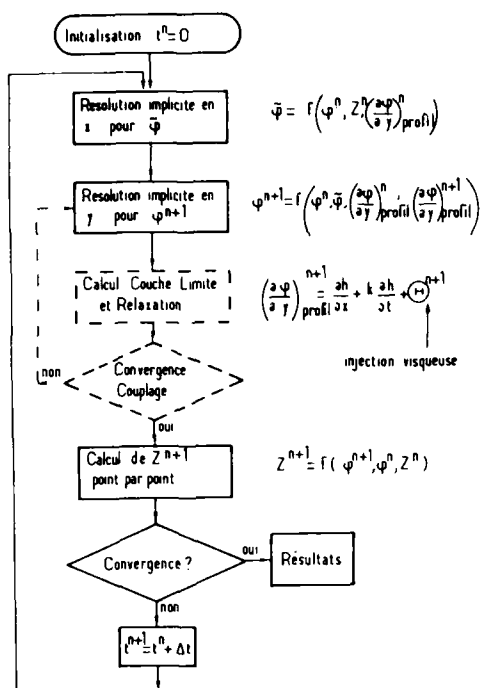 Initialisation tⁿ=0
Resolution implicite en
x pour φ̃
φ̃ = f(φⁿ, Zⁿ, (∂φ/∂y)ⁿ profil)
Resolution implicite en
y pour φⁿ⁺¹
φⁿ⁺¹ = f(φⁿ, φ̃, (∂φ/∂y)ⁿ profil, (∂φ/∂y)ⁿ⁺¹ profil)
Calcul Couche Limite
et Relaxation
(∂φ/∂y)ⁿ⁺¹ profil = ∂h/∂x + k ∂h/∂t + Θⁿ⁺¹
injection visqueuse
non
Convergence
Couplage
oui
Calcul de Zⁿ⁺¹
point par point
Zⁿ⁺¹ = f( φⁿ⁺¹, φⁿ, Zⁿ )
Convergence ?
oui
Résultats
non
tⁿ⁺¹ = tⁿ + Δt